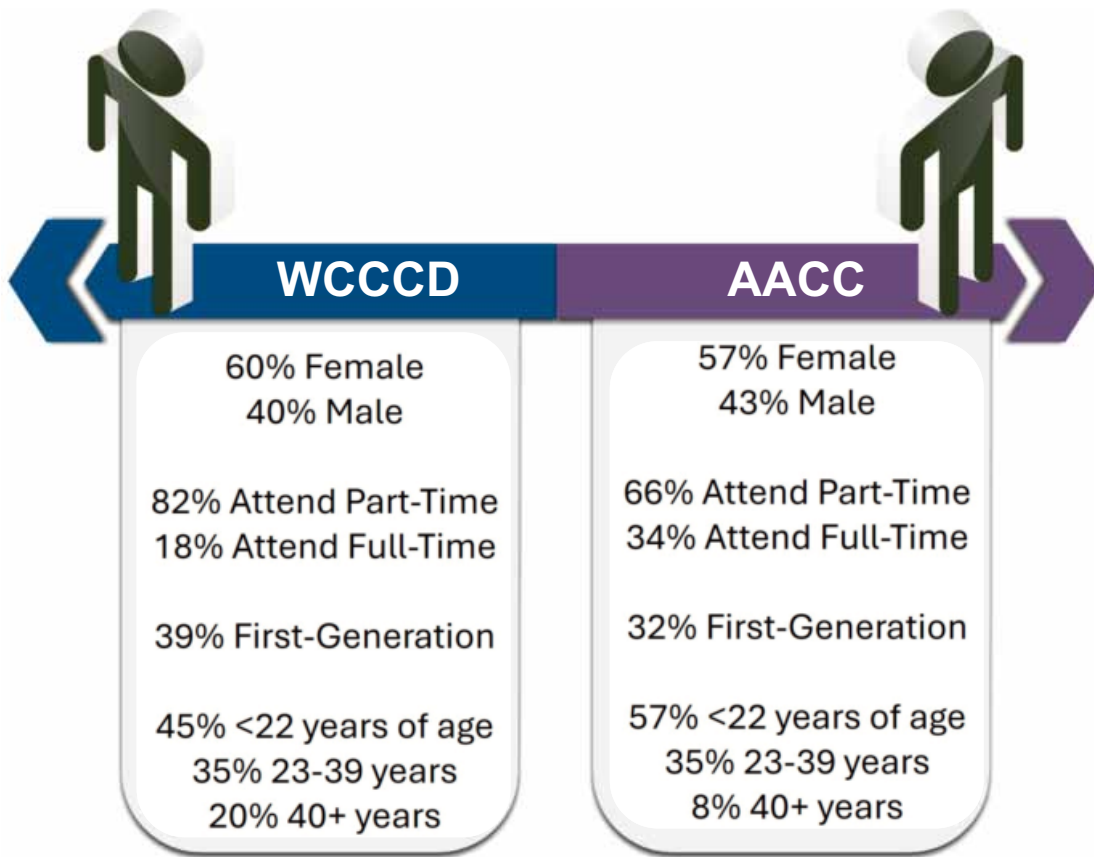 WCCCD
60% Female
40% Male
82% Attend Part-Time
18% Attend Full-Time
39% First-Generation
45% <22 years of age
35% 23-39 years
20% 40+ years
AACC
57% Female
43% Male
66% Attend Part-Time
34% Attend Full-Time
32% First-Generation
57% <22 years of age
35% 23-39 years
8% 40+ years